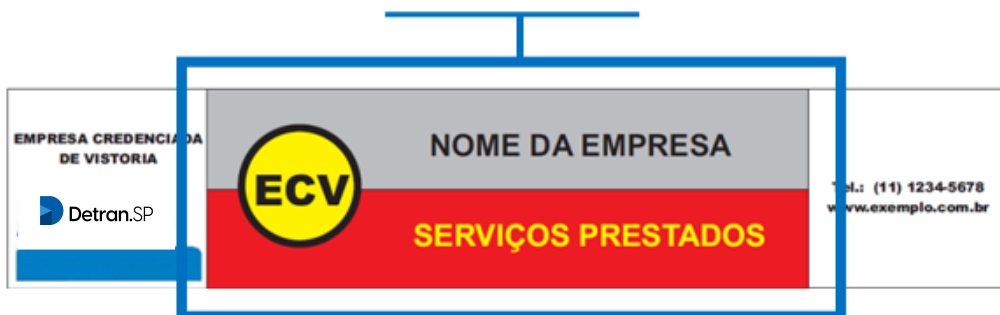 EMPRESA CREDENCIADA
DE VISTORIA
Detran.SP
ECV
NOME DA EMPRESA
SERVIÇOS PRESTADOS
Tel.: (11) 1234-5678
www.exemplo.com.br